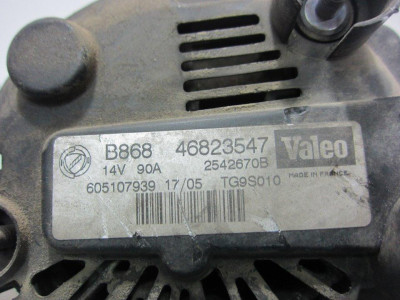 B868 46823547 Valeo
14V 90A 2542670B MADE IN FRANCE
605107939 17/05 TG9S010